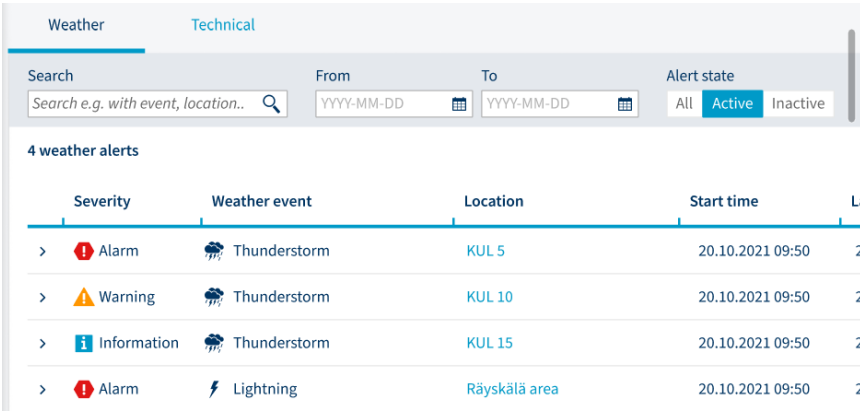 Weather Technical
Search From To Alert state
Search e.g. with event, location.. YYYY-MM-DD YYYY-MM-DD All Active Inactive
4 weather alerts
Severity Weather event Location Start time
Alarm Thunderstorm KUL 5 20.10.2021 09:50
Warning Thunderstorm KUL 10 20.10.2021 09:50
Information Thunderstorm KUL 15 20.10.2021 09:50
Alarm Lightning Räyskälä area 20.10.2021 09:50